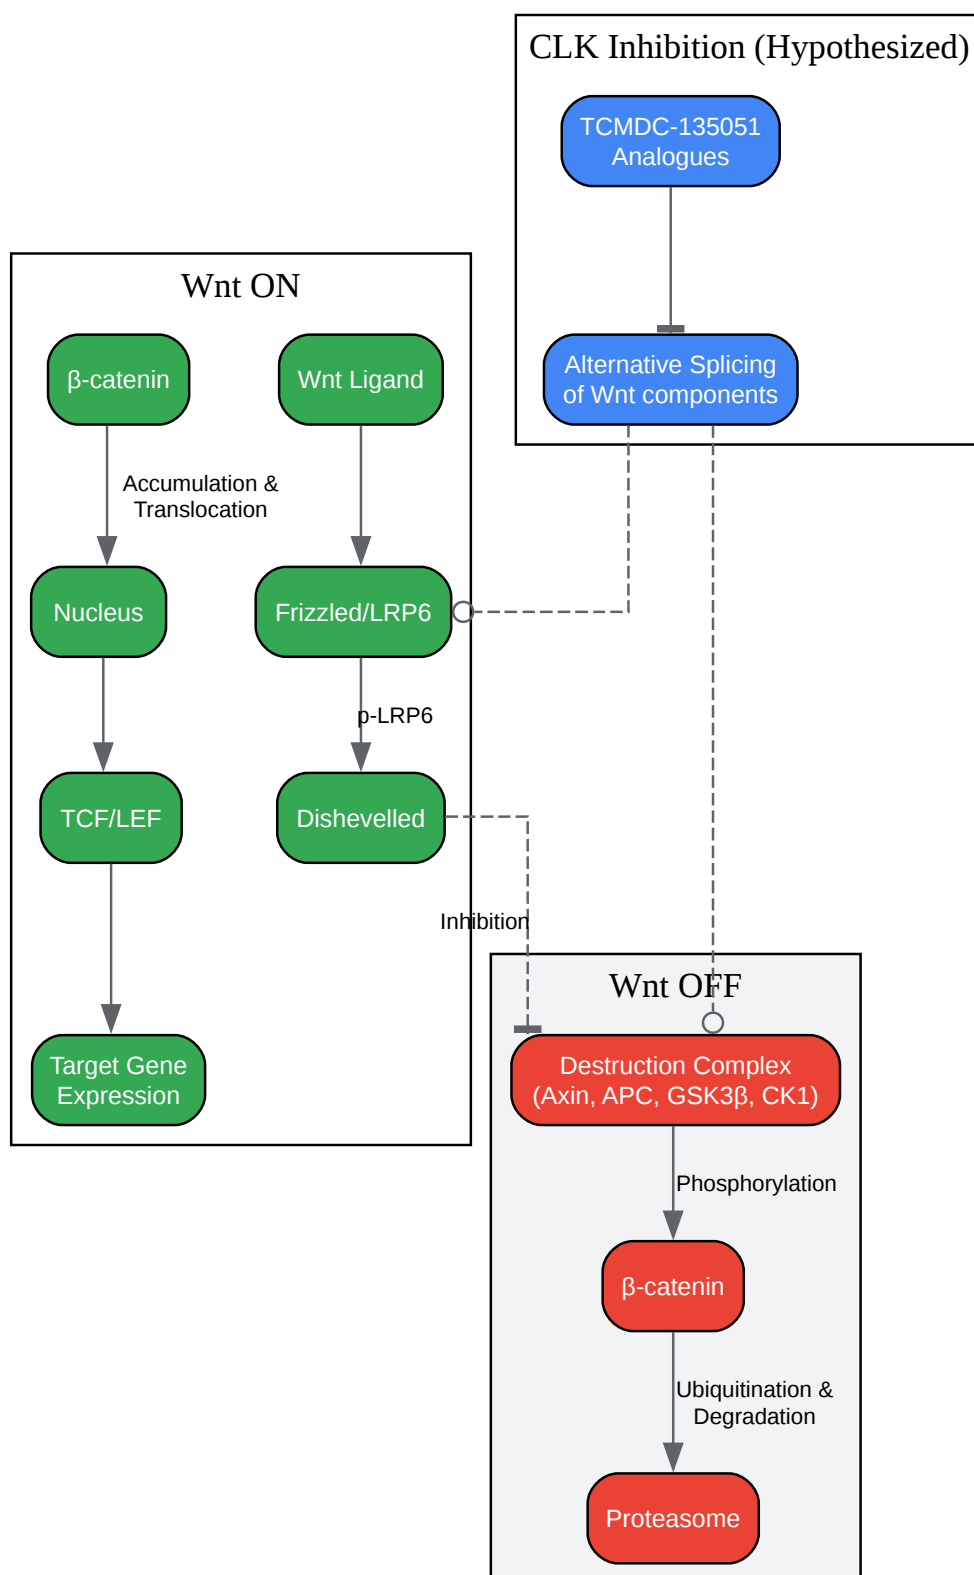 CLK Inhibition (Hypothesized)
TCMDC-135051
Analogues
Alternative Splicing
of Wnt components
Wnt ON
β-catenin
Wnt Ligand
Accumulation &
Translocation
Nucleus
Frizzled/LRP6
p-LRP6
TCF/LEF
Dishevelled
Inhibition
Target Gene
Expression
Wnt OFF
Destruction Complex
(Axin, APC, GSK3β, CK1)
Phosphorylation
β-catenin
Ubiquitination &
Degradation
Proteasome